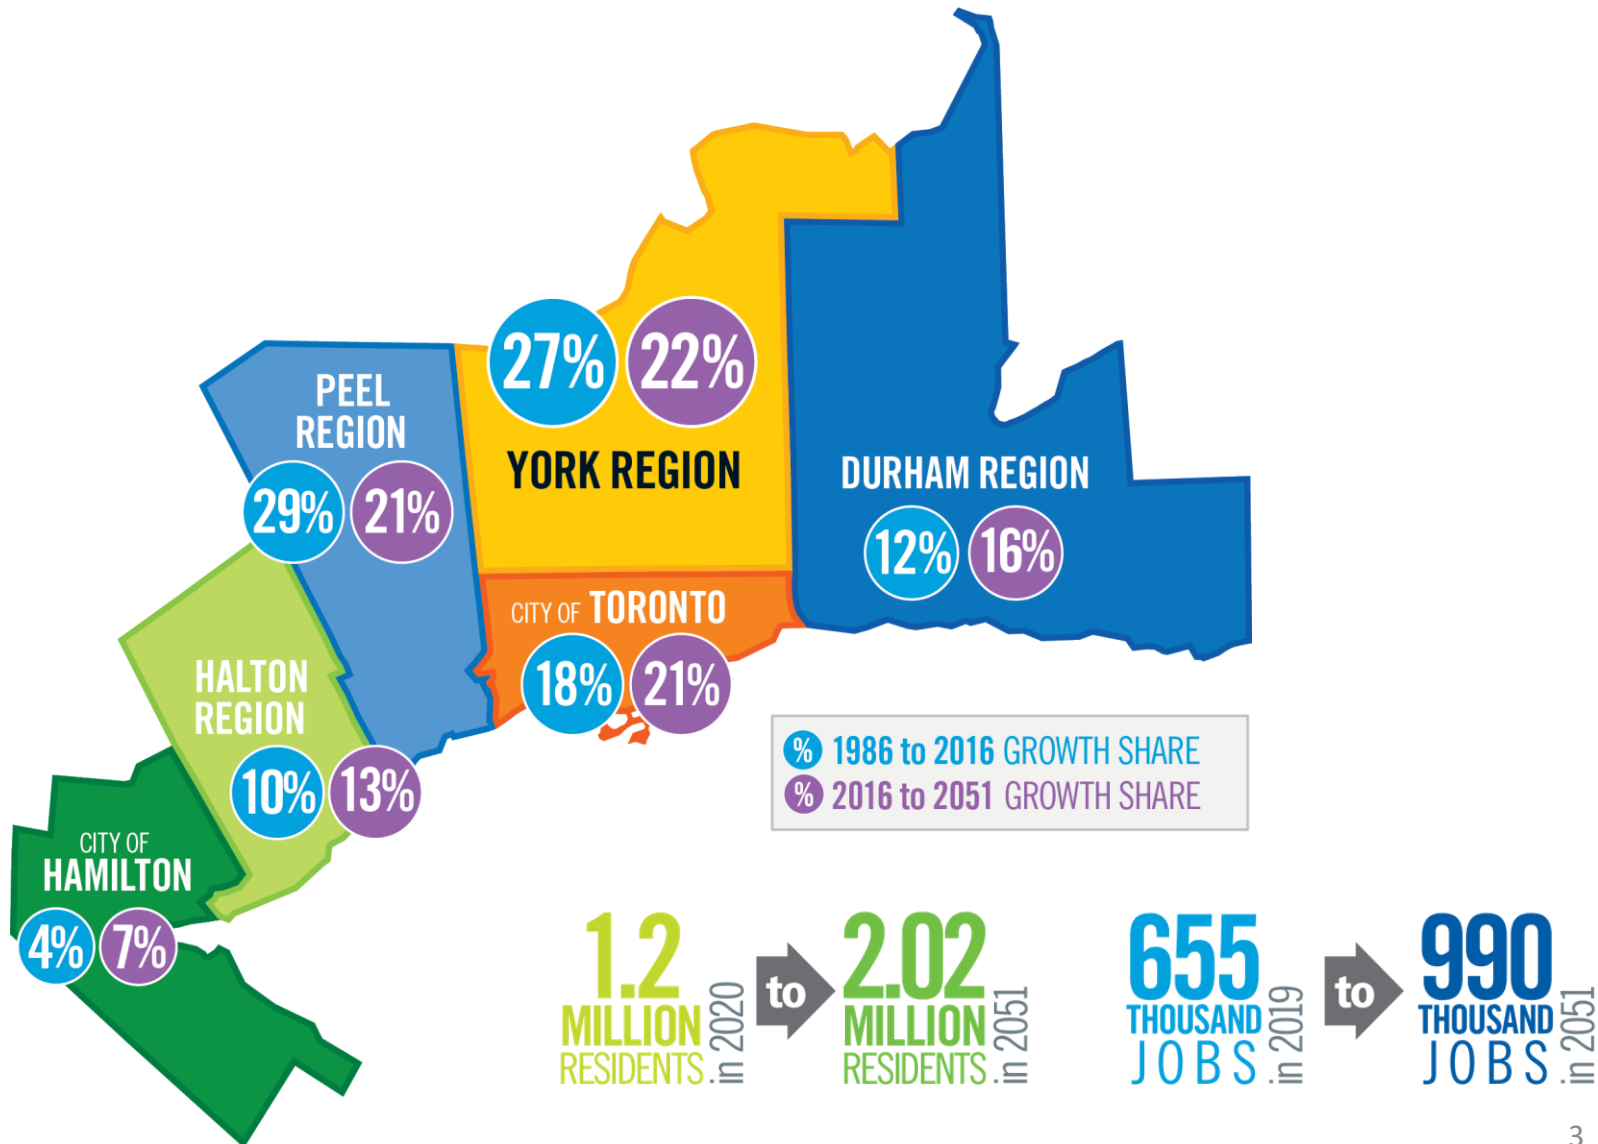 27% 22%
YORK REGION
PEEL
REGION
29% 21%
DURHAM REGION
12% 16%
CITY OF TORONTO
18% 21%
HALTON
REGION
10% 13%
CITY OF
HAMILTON
4% 7%
% 1986 to 2016 GROWTH SHARE
% 2016 to 2051 GROWTH SHARE
1.2
MILLION
RESIDENTS
in 2020
to
2.02
MILLION
RESIDENTS
in 2051
655
THOUSAND
JOBS
in 2019
to
990
THOUSAND
JOBS
in 2051
3